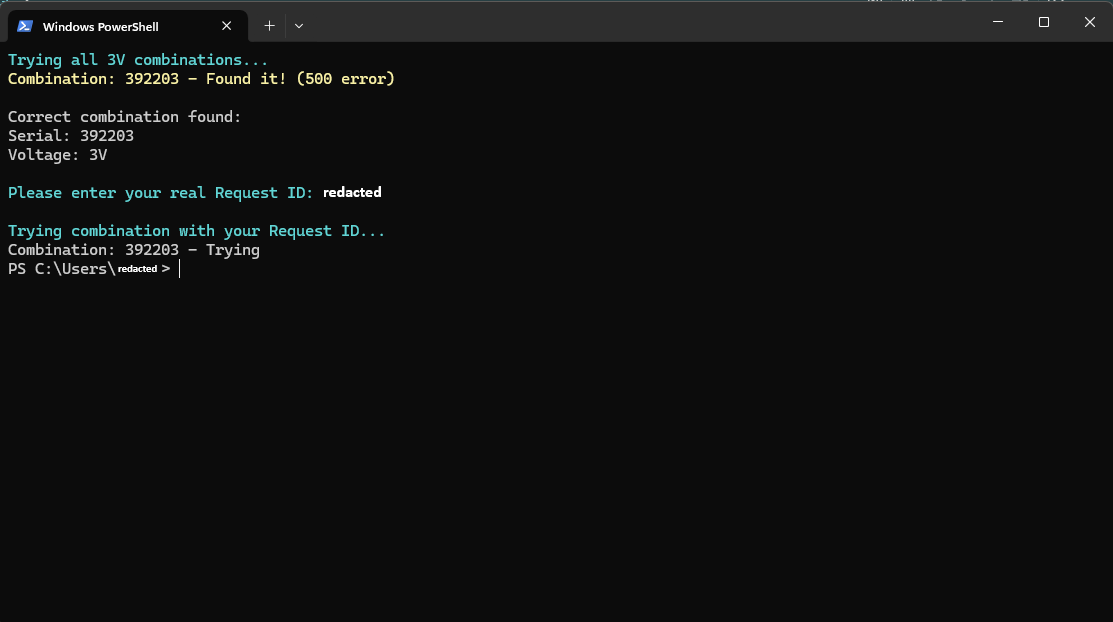 Windows PowerShell
Trying all 3V combinations...
Combination: 392203 - Found it! (500 error)
Correct combination found:
Serial: 392203
Voltage: 3V
Please enter your real Request ID: redacted
Trying combination with your Request ID...
Combination: 392203 - Trying
PS C:\Users\redacted >